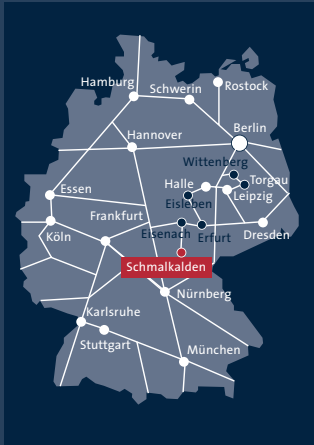 Hamburg
Schwerin
Rostock
Hannover
Berlin
Wittenberg
Essen
Halle
Torgau
Eisleben
Leipzig
Frankfurt
Köln
Eisenach
Erfurt
Dresden
Schmalkalden
Nürnberg
Karlsruhe
Stuttgart
München